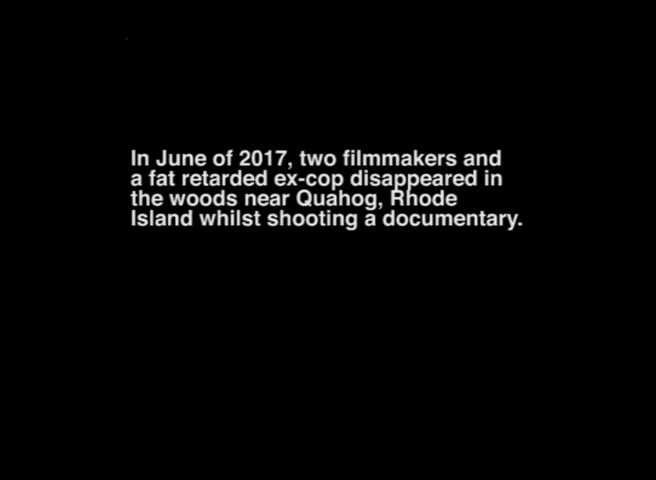 In June of 2017, two filmmakers and
a fat retarded ex-cop disappeared in
the woods near Quahog, Rhode
Island whilst shooting a documentary.